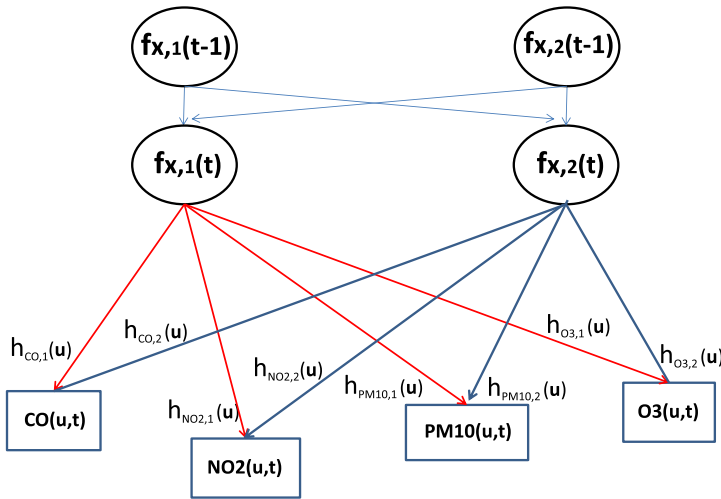 fx,1(t-1) fx,2(t-1)
fx,1(t) fx,2(t)
hCO,1(u) hCO,2(u) hNO2,2(u) hO3,1(u) hO3,2(u)
hNO2,1(u) hPM10,1(u) hPM10,2(u)
CO(u,t) NO2(u,t) PM10(u,t) O3(u,t)